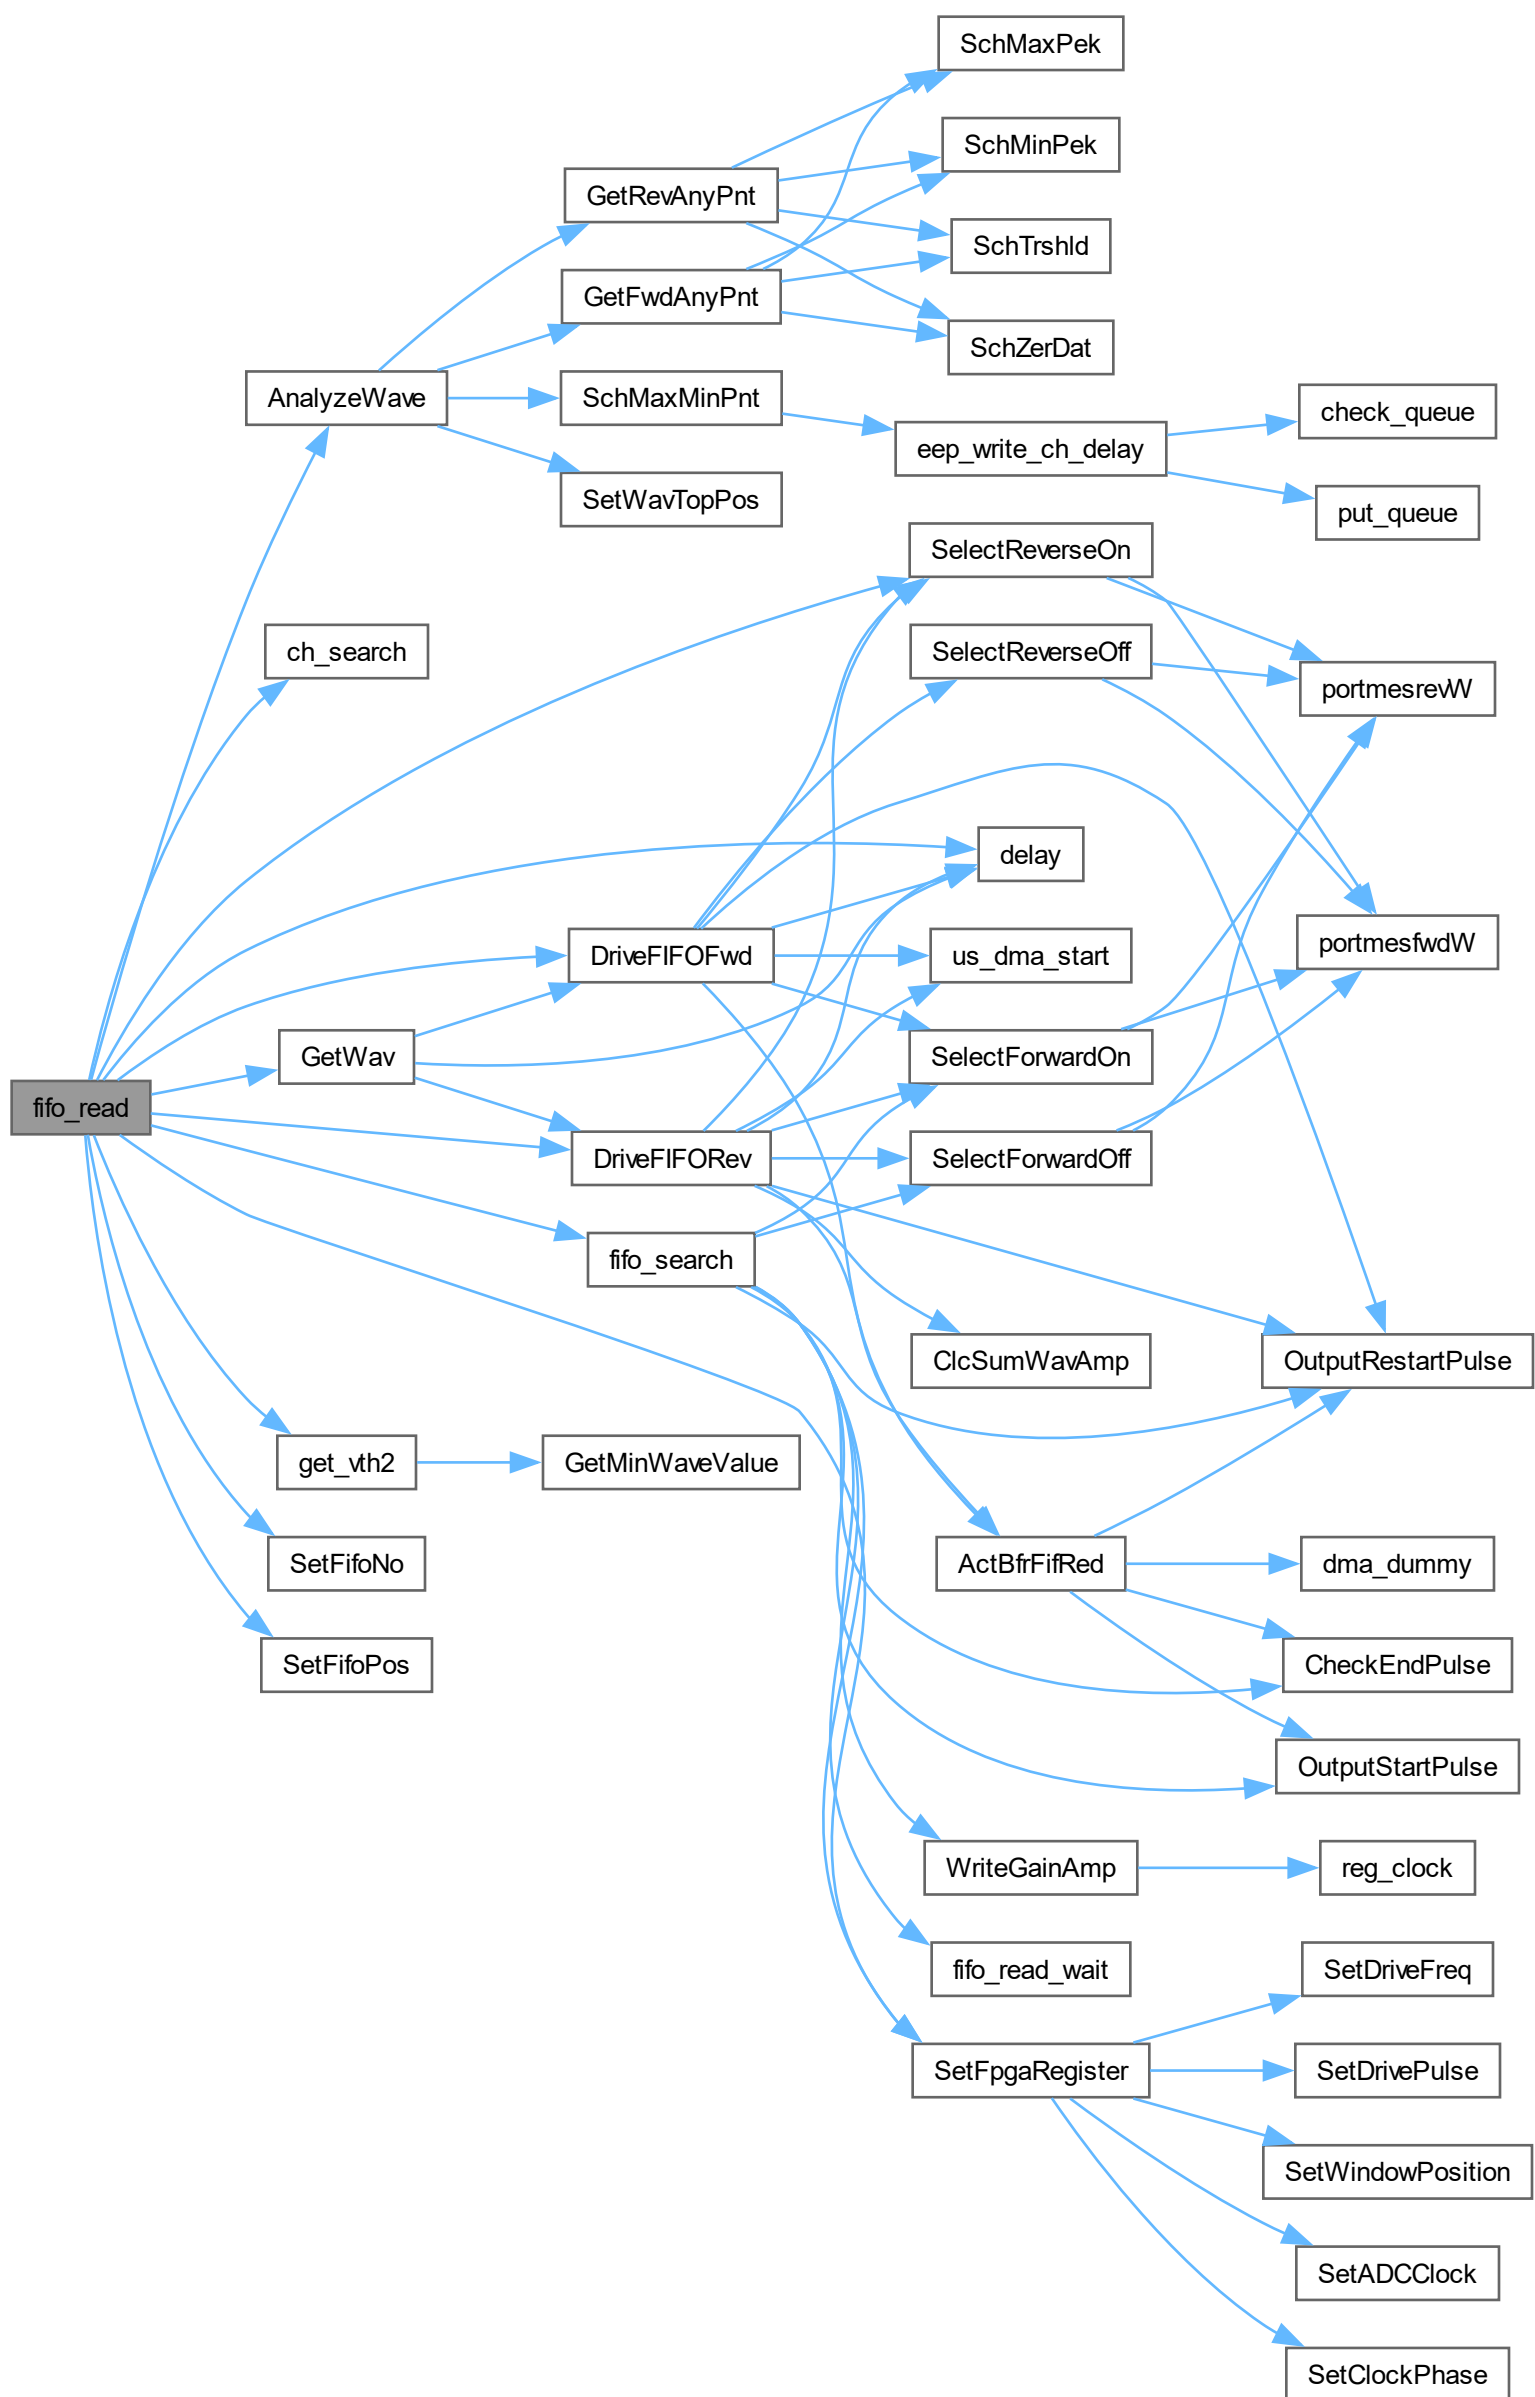 SchMaxPek
SchMinPek
GetRevAnyPnt
SchTrshld
GetFwdAnyPnt
SchZerDat
AnalyzeWave
SchMaxMinPnt
check_queue
eep_write_ch_delay
SetWavTopPos
put_queue
SelectReverseOn
ch_search
SelectReverseOff
portmesrevW
delay
DriveFIFOFwd
us_dma_start
portmesfwdW
GetWav
SelectForwardOn
fifo_read
DriveFIFORev
SelectForwardOff
fifo_search
ClcSumWavAmp
OutputRestartPulse
get_vth2
GetMinWaveValue
SetFifoNo
ActBfrFifRed
dma_dummy
SetFifoPos
CheckEndPulse
OutputStartPulse
WriteGainAmp
reg_clock
fifo_read_wait
SetDriveFreq
SetFpgaRegister
SetDrivePulse
SetWindowPosition
SetADCClock
SetClockPhase